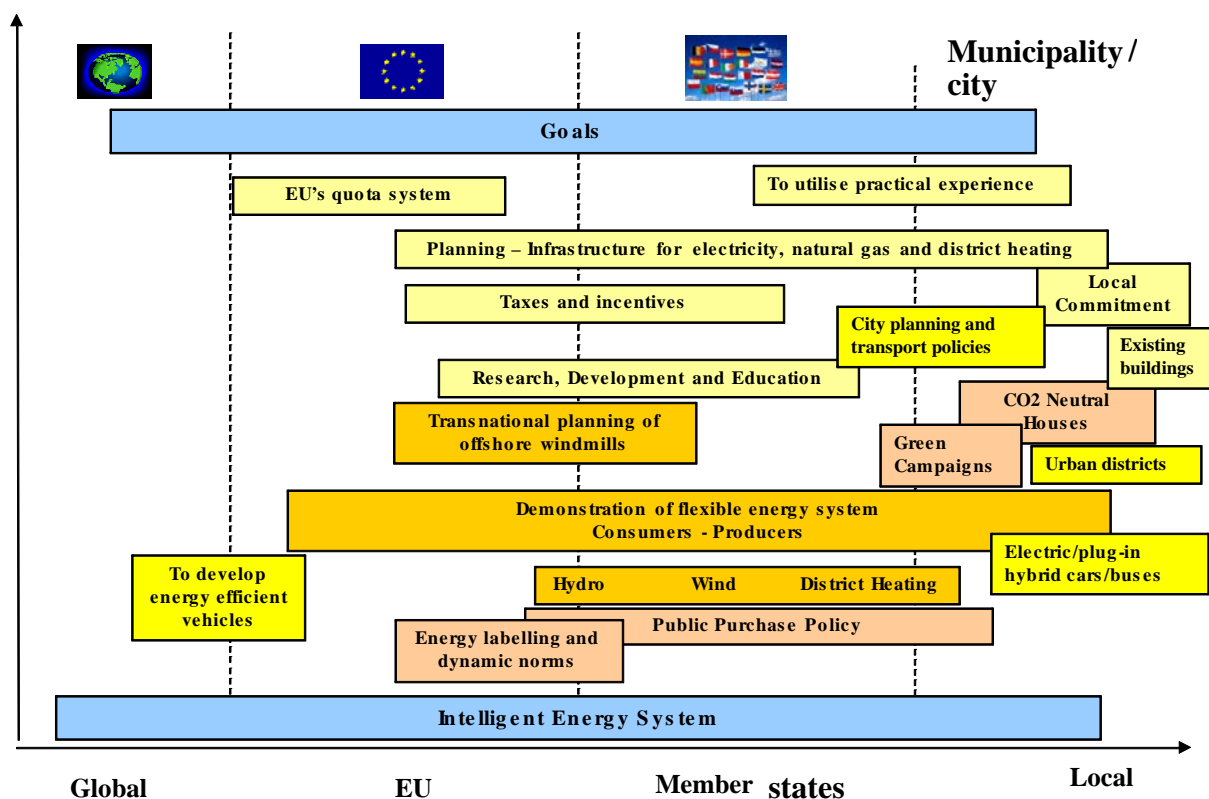 Municipality /
city
Goals
To utilise practical experience
EU's quota system
Planning – Infrastructure for electricity, natural gas and district heating
Local
Commitment
Taxes and incentives
City planning and
transport policies
Existing
buildings
Research, Development and Education
CO2 Neutral
Houses
Transnational planning of
offshore windmills
Green
Campaigns
Urban districts
Demonstration of flexible energy system
Consumers - Producers
Electric/plug-in
hybrid cars/buses
To develop
energy efficient
vehicles
Hydro Wind District Heating
Public Purchase Policy
Energy labelling and
dynamic norms
Intelligent Energy System
Global EU Member states Local